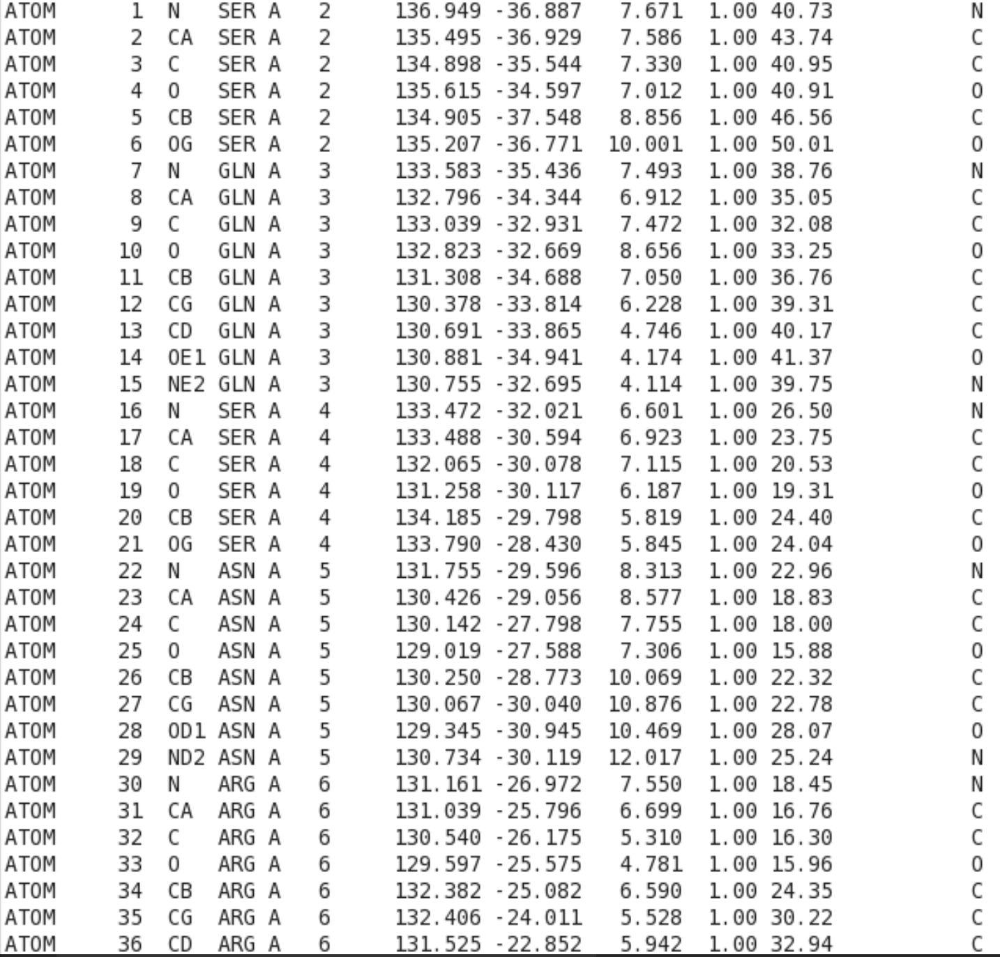 ATOM      1  N   SER A   2     136.949 -36.887   7.671  1.00 40.73           N
ATOM      2  CA  SER A   2     135.495 -36.929   7.586  1.00 43.74           C
ATOM      3  C   SER A   2     134.898 -35.544   7.330  1.00 40.95           C
ATOM      4  O   SER A   2     135.615 -34.597   7.012  1.00 40.91           O
ATOM      5  CB  SER A   2     134.905 -37.548   8.856  1.00 46.56           C
ATOM      6  OG  SER A   2     135.207 -36.771  10.001  1.00 50.01           O
ATOM      7  N   GLN A   3     133.583 -35.436   7.493  1.00 38.76           N
ATOM      8  CA  GLN A   3     132.796 -34.344   6.912  1.00 35.05           C
ATOM      9  C   GLN A   3     133.039 -32.931   7.472  1.00 32.08           C
ATOM     10  O   GLN A   3     132.823 -32.669   8.656  1.00 33.25           O
ATOM     11  CB  GLN A   3     131.308 -34.688   7.050  1.00 36.76           C
ATOM     12  CG  GLN A   3     130.378 -33.814   6.228  1.00 39.31           C
ATOM     13  CD  GLN A   3     130.691 -33.865   4.746  1.00 40.17           C
ATOM     14  OE1 GLN A   3     130.881 -34.941   4.174  1.00 41.37           O
ATOM     15  NE2 GLN A   3     130.755 -32.695   4.114  1.00 39.75           N
ATOM     16  N   SER A   4     133.472 -32.021   6.601  1.00 26.50           N
ATOM     17  CA  SER A   4     133.488 -30.594   6.923  1.00 23.75           C
ATOM     18  C   SER A   4     132.065 -30.078   7.115  1.00 20.53           C
ATOM     19  O   SER A   4     131.258 -30.117   6.187  1.00 19.31           O
ATOM     20  CB  SER A   4     134.185 -29.798   5.819  1.00 24.40           C
ATOM     21  OG  SER A   4     133.790 -28.430   5.845  1.00 24.04           O
ATOM     22  N   ASN A   5     131.755 -29.596   8.313  1.00 22.96           N
ATOM     23  CA  ASN A   5     130.426 -29.056   8.577  1.00 18.83           C
ATOM     24  C   ASN A   5     130.142 -27.798   7.755  1.00 18.00           C
ATOM     25  O   ASN A   5     129.019 -27.588   7.306  1.00 15.88           O
ATOM     26  CB  ASN A   5     130.250 -28.773  10.069  1.00 22.32           C
ATOM     27  CG  ASN A   5     130.067 -30.040  10.876  1.00 22.78           C
ATOM     28  OD1 ASN A   5     129.345 -30.945  10.469  1.00 28.07           O
ATOM     29  ND2 ASN A   5     130.734 -30.119  12.017  1.00 25.24           N
ATOM     30  N   ARG A   6     131.161 -26.972   7.550  1.00 18.45           N
ATOM     31  CA  ARG A   6     131.039 -25.796   6.699  1.00 16.76           C
ATOM     32  C   ARG A   6     130.540 -26.175   5.310  1.00 16.30           C
ATOM     33  O   ARG A   6     129.597 -25.575   4.781  1.00 15.96           O
ATOM     34  CB  ARG A   6     132.382 -25.082   6.590  1.00 24.35           C
ATOM     35  CG  ARG A   6     132.406 -24.011   5.528  1.00 30.22           C
ATOM     36  CD  ARG A   6     131.525 -22.852   5.942  1.00 32.94           C